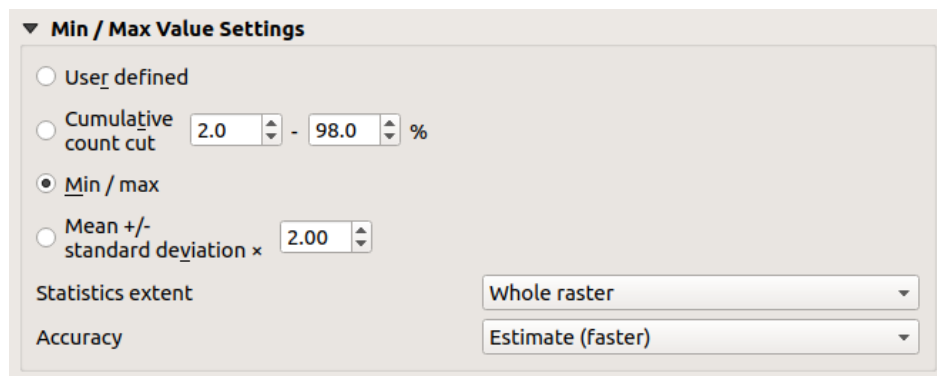 Min / Max Value Settings
User defined
Cumulative
count cut 2.0 - 98.0 %
Min / max
Mean +/-
standard deviation × 2.00
Statistics extent Whole raster
Accuracy Estimate (faster)